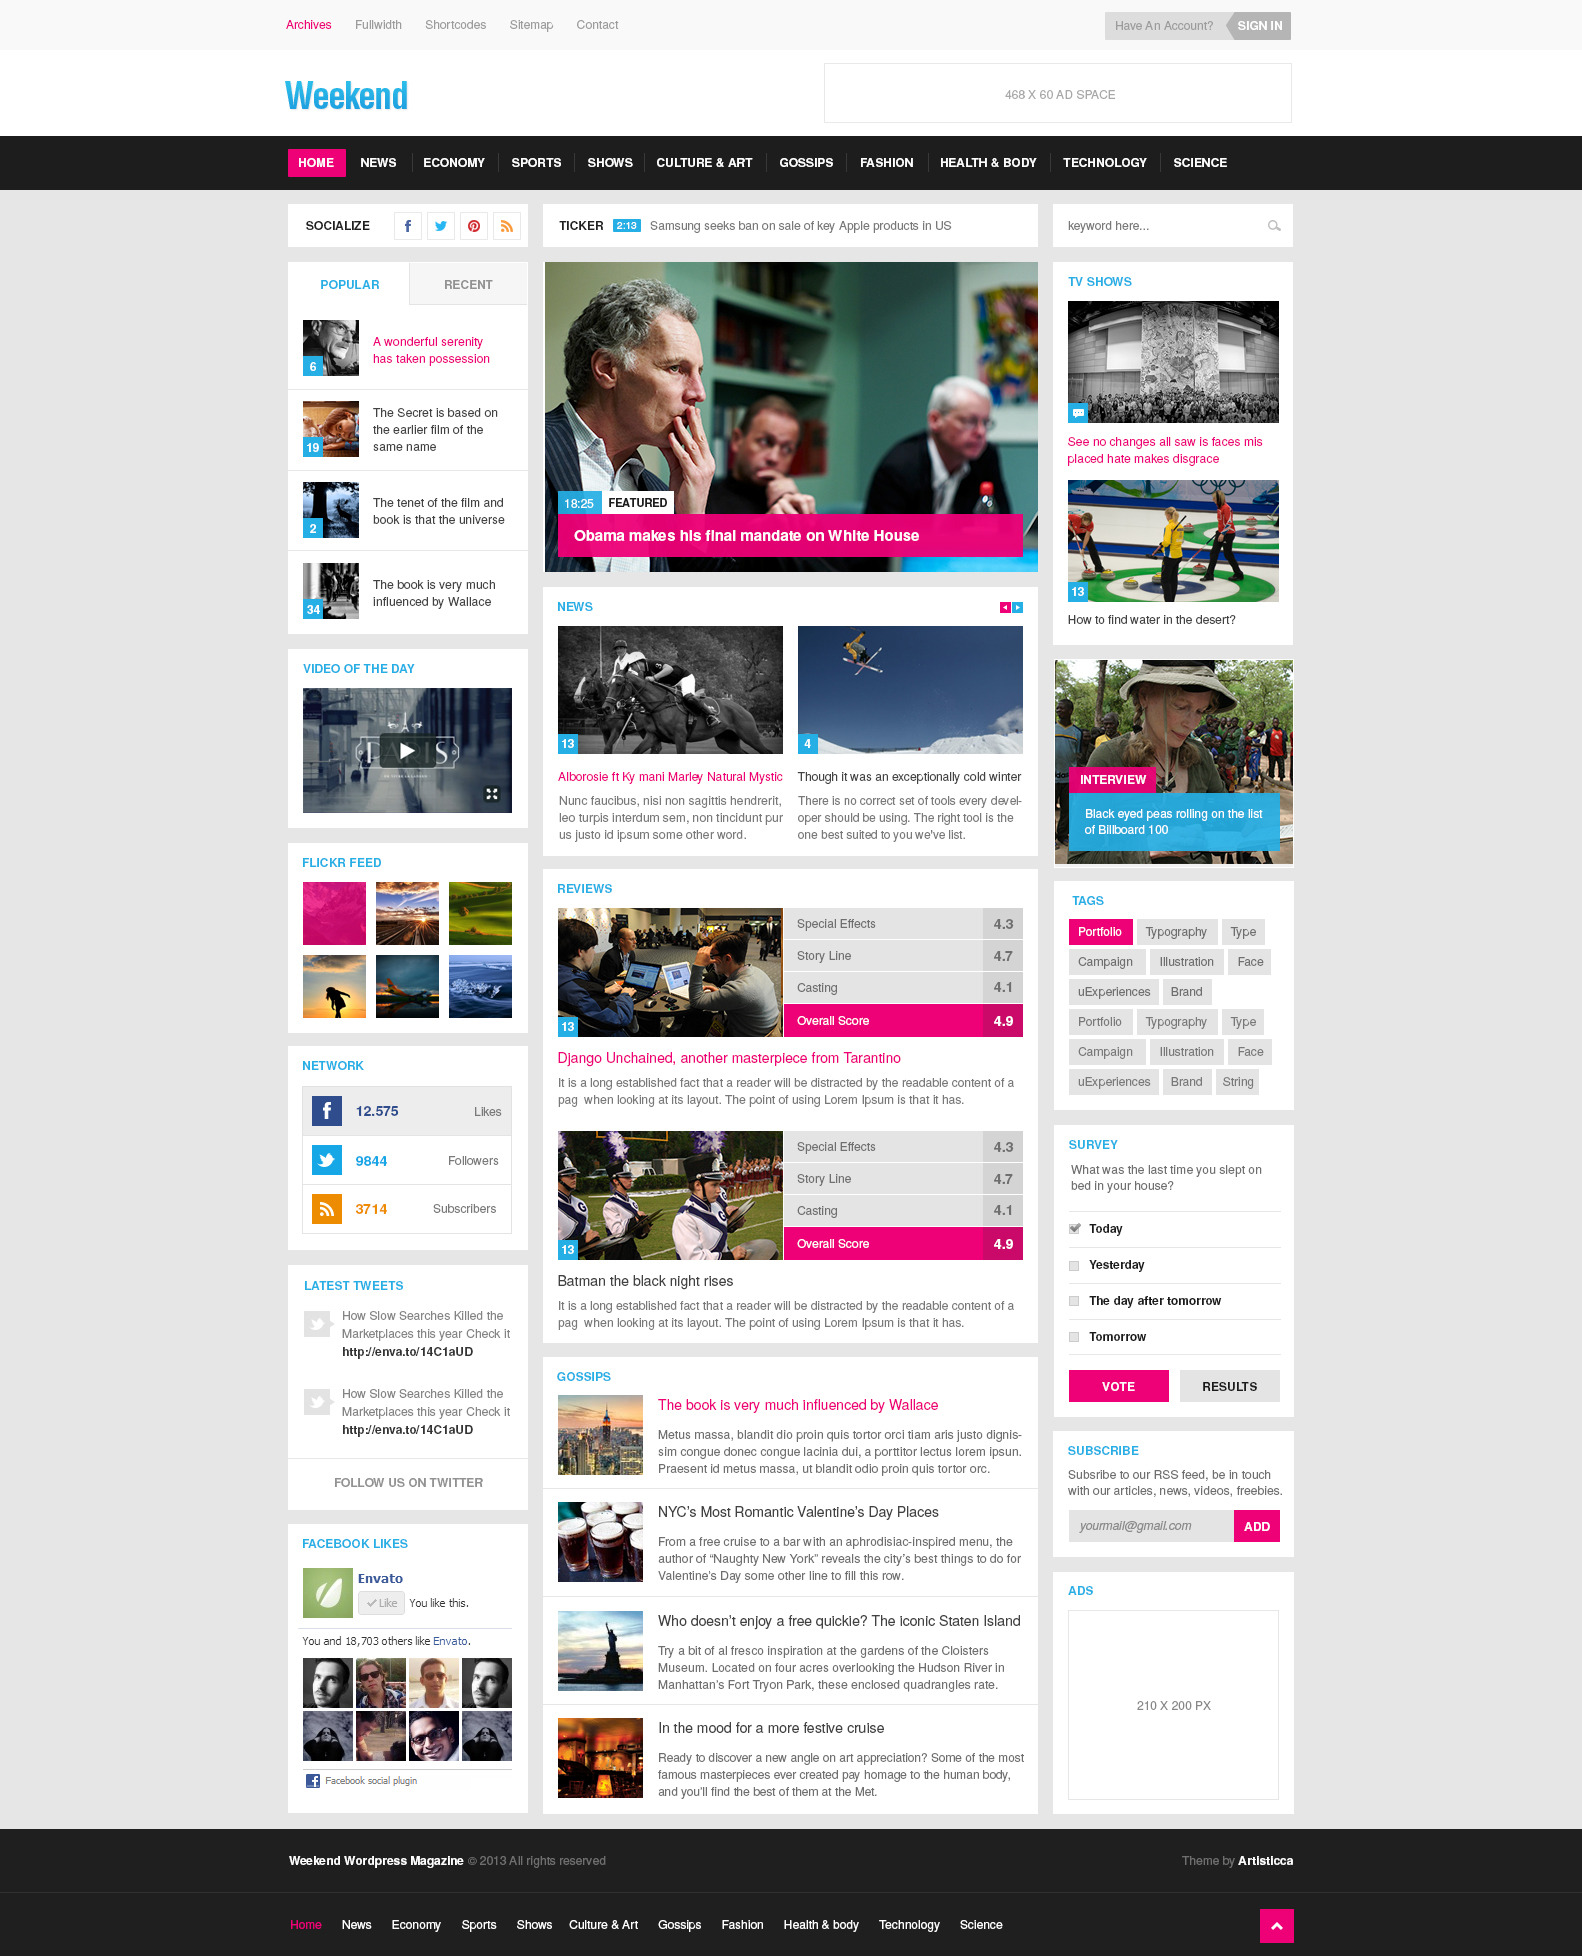 Archives Fullwidth Shortcodes Sitemap Contact
Have An Account? SIGN IN
Weekend
468 X 60 AD SPACE
HOME NEWS ECONOMY SPORTS SHOWS CULTURE & ART GOSSIPS FASHION HEALTH & BODY TECHNOLOGY SCIENCE
SOCIALIZE
TICKER 2:13 Samsung seeks ban on sale of key Apple products in US
keyword here...
POPULAR RECENT
6
A wonderful serenity
has taken possession
19
The Secret is based on
the earlier film of the
same name
2
The tenet of the film and
book is that the universe
34
The book is very much
influenced by Wallace
VIDEO OF THE DAY
FLICKR FEED
NETWORK
12.575 Likes
9844 Followers
3714 Subscribers
LATEST TWEETS
How Slow Searches Killed the
Marketplaces this year Check it
http://enva.to/14C1aUD
How Slow Searches Killed the
Marketplaces this year Check it
http://enva.to/14C1aUD
FOLLOW US ON TWITTER
FACEBOOK LIKES
Envato
Like You like this.
You and 18,703 others like Envato.
Facebook social plugin
18:25 FEATURED
Obama makes his final mandate on White House
NEWS
13
Alborosie ft Ky mani Marley Natural Mystic
Nunc faucibus, nisi non sagittis hendrerit,
leo turpis interdum sem, non tincidunt pur
us justo id ipsum some other word.
4
Though it was an exceptionally cold winter
There is no correct set of tools every devel-
oper should be using. The right tool is the
one best suited to you we've list.
REVIEWS
13
Special Effects 4.3
Story Line 4.7
Casting 4.1
Overall Score 4.9
Django Unchained, another masterpiece from Tarantino
It is a long established fact that a reader will be distracted by the readable content of a
pag when looking at its layout. The point of using Lorem Ipsum is that it has.
13
Special Effects 4.3
Story Line 4.7
Casting 4.1
Overall Score 4.9
Batman the black night rises
It is a long established fact that a reader will be distracted by the readable content of a
pag when looking at its layout. The point of using Lorem Ipsum is that it has.
GOSSIPS
The book is very much influenced by Wallace
Metus massa, blandit dio proin quis tortor orci tiam aris justo dignis-
sim congue donec congue lacinia dui, a porttitor lectus lorem ipsun.
Praesent id metus massa, ut blandit odio proin quis tortor orc.
NYC's Most Romantic Valentine's Day Places
From a free cruise to a bar with an aphrodisiac-inspired menu, the
author of “Naughty New York” reveals the city's best things to do for
Valentine's Day some other line to fill this row.
Who doesn't enjoy a free quickie? The iconic Staten Island
Try a bit of al fresco inspiration at the gardens of the Cloisters
Museum. Located on four acres overlooking the Hudson River in
Manhattan's Fort Tryon Park, these enclosed quadrangles rate.
In the mood for a more festive cruise
Ready to discover a new angle on art appreciation? Some of the most
famous masterpieces ever created pay homage to the human body,
and you'll find the best of them at the Met.
TV SHOWS
See no changes all saw is faces mis
placed hate makes disgrace
13
How to find water in the desert?
INTERVIEW
Black eyed peas rolling on the list
of Billboard 100
TAGS
Portfolio Typography Type
Campaign Illustration Face
uExperiences Brand
Portfolio Typography Type
Campaign Illustration Face
uExperiences Brand String
SURVEY
What was the last time you slept on
bed in your house?
Today
Yesterday
The day after tomorrow
Tomorrow
VOTE RESULTS
SUBSCRIBE
Subsribe to our RSS feed, be in touch
with our articles, news, videos, freebies.
yourmail@gmail.com ADD
ADS
210 X 200 PX
Weekend Wordpress Magazine © 2013 All rights reserved
Theme by Artisticca
Home News Economy Sports Shows Culture & Art Gossips Fashion Health & body Technology Science